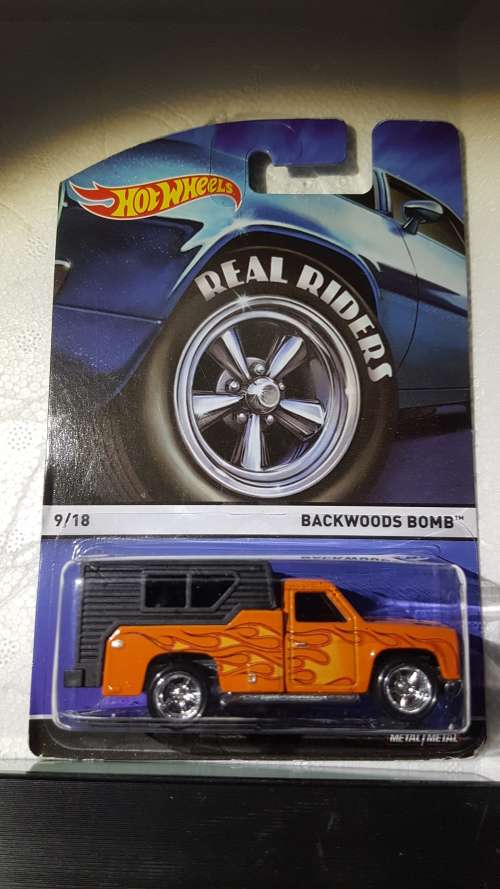 HOT WHEELS
REAL RIDERS
9/18 BACKWOODS BOMB™
METAL/METAL